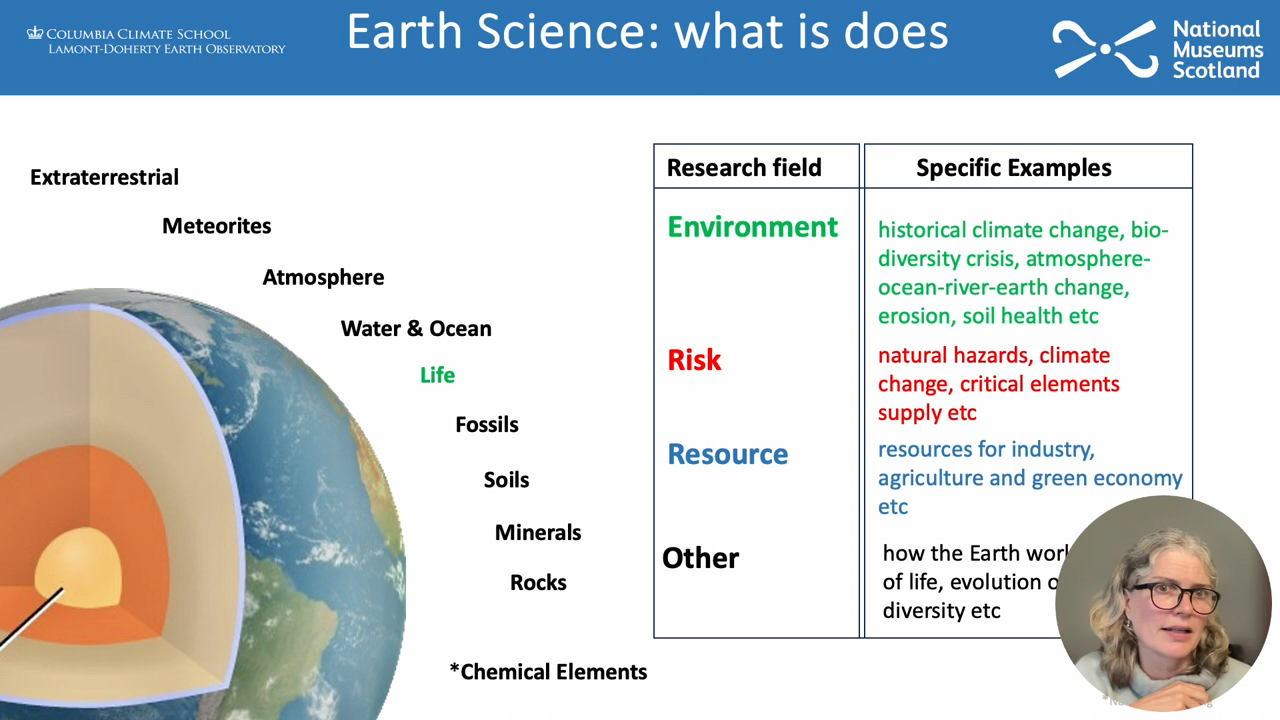 COLUMBIA CLIMATE SCHOOL
LAMONT-DOHERTY EARTH OBSERVATORY
Earth Science: what is does
National
Museums
Scotland
Extraterrestrial
Meteorites
Atmosphere
Water & Ocean
Life
Fossils
Soils
Minerals
Rocks
*Chemical Elements
Research field
Specific Examples
Environment
historical climate change, bio-
diversity crisis, atmosphere-
ocean-river-earth change,
erosion, soil health etc
Risk
natural hazards, climate
change, critical elements
supply etc
Resource
resources for industry,
agriculture and green economy
etc
Other
how the Earth
of life, evolution
diversity etc